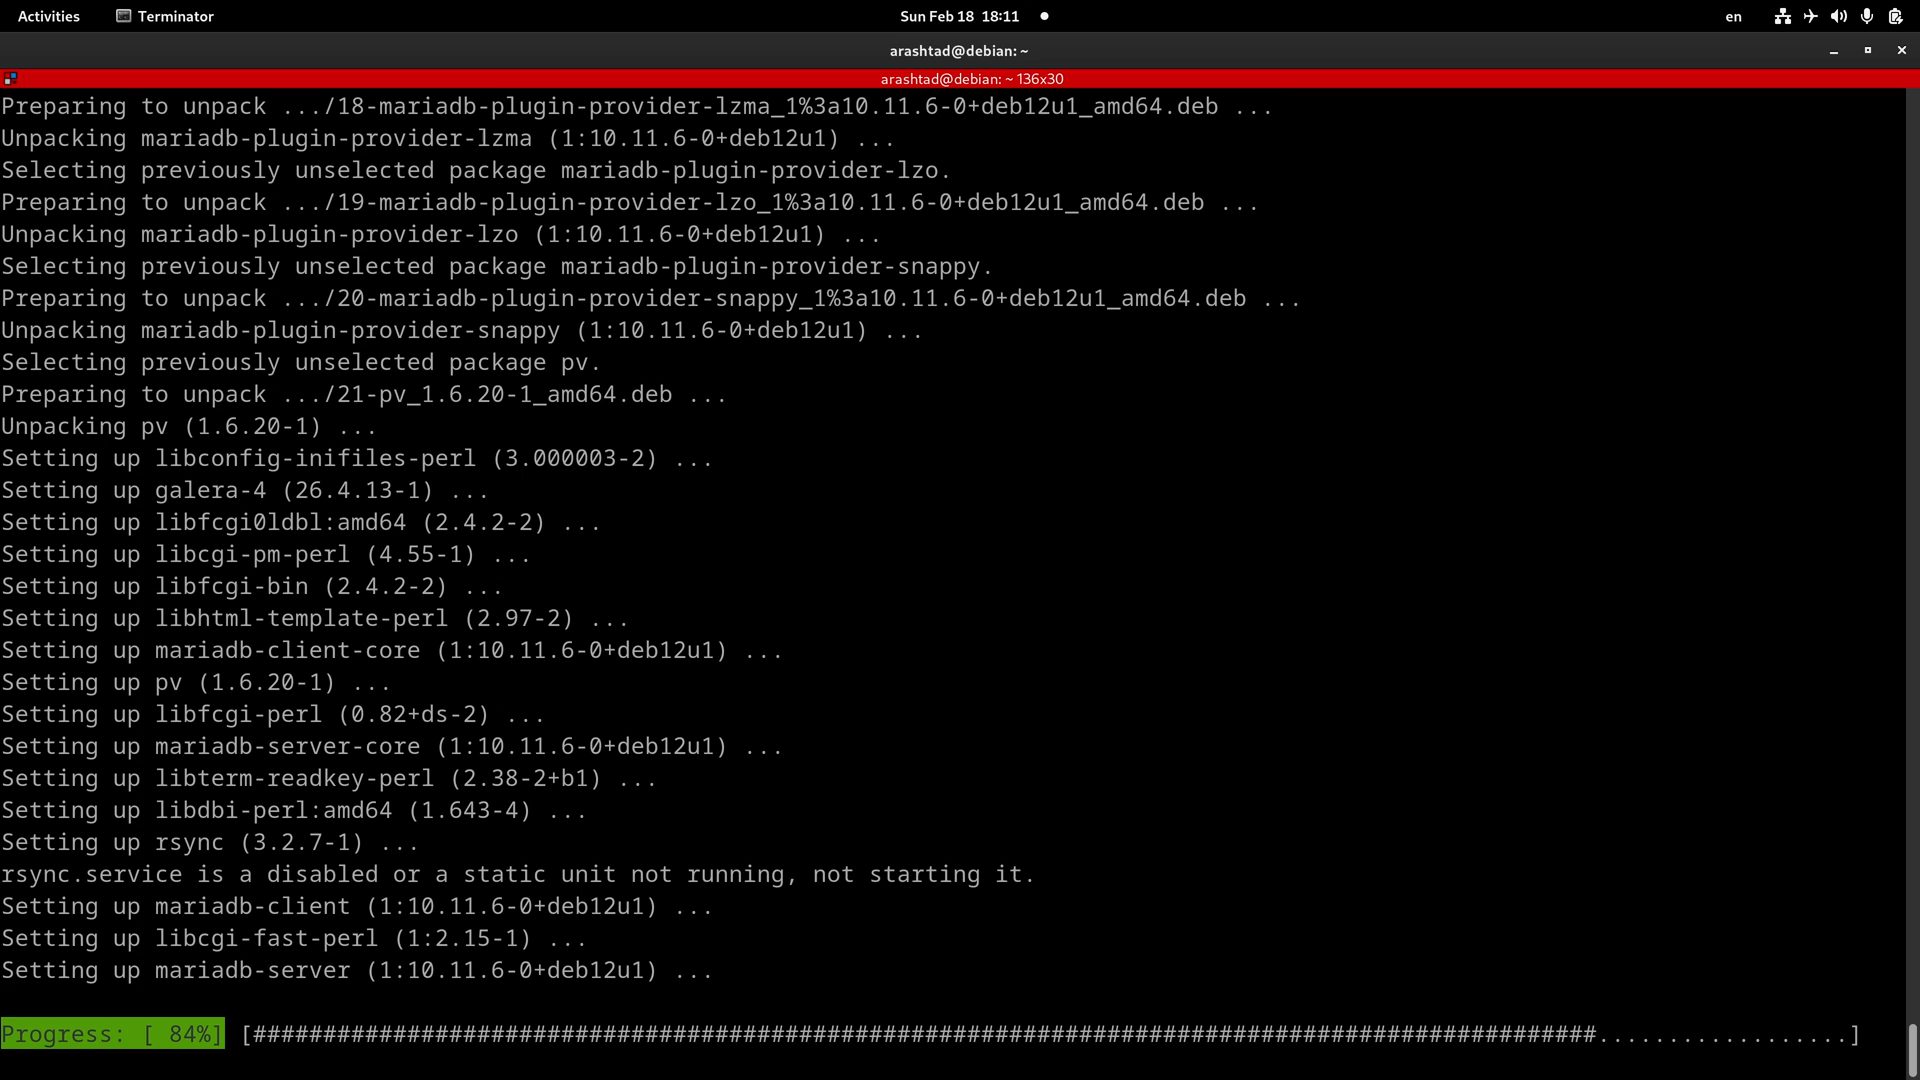 Activities Terminator Sun Feb 18 18:11 en
arashtad@debian: ~
arashtad@debian: ~ 136x30
Preparing to unpack .../18-mariadb-plugin-provider-lzma_1%3a10.11.6-0+deb12u1_amd64.deb ...
Unpacking mariadb-plugin-provider-lzma (1:10.11.6-0+deb12u1) ...
Selecting previously unselected package mariadb-plugin-provider-lzo.
Preparing to unpack .../19-mariadb-plugin-provider-lzo_1%3a10.11.6-0+deb12u1_amd64.deb ...
Unpacking mariadb-plugin-provider-lzo (1:10.11.6-0+deb12u1) ...
Selecting previously unselected package mariadb-plugin-provider-snappy.
Preparing to unpack .../20-mariadb-plugin-provider-snappy_1%3a10.11.6-0+deb12u1_amd64.deb ...
Unpacking mariadb-plugin-provider-snappy (1:10.11.6-0+deb12u1) ...
Selecting previously unselected package pv.
Preparing to unpack .../21-pv_1.6.20-1_amd64.deb ...
Unpacking pv (1.6.20-1) ...
Setting up libconfig-inifiles-perl (3.000003-2) ...
Setting up galera-4 (26.4.13-1) ...
Setting up libfcgi0ldbl:amd64 (2.4.2-2) ...
Setting up libcgi-pm-perl (4.55-1) ...
Setting up libfcgi-bin (2.4.2-2) ...
Setting up libhtml-template-perl (2.97-2) ...
Setting up mariadb-client-core (1:10.11.6-0+deb12u1) ...
Setting up pv (1.6.20-1) ...
Setting up libfcgi-perl (0.82+ds-2) ...
Setting up mariadb-server-core (1:10.11.6-0+deb12u1) ...
Setting up libterm-readkey-perl (2.38-2+b1) ...
Setting up libdbi-perl:amd64 (1.643-4) ...
Setting up rsync (3.2.7-1) ...
rsync.service is a disabled or a static unit not running, not starting it.
Setting up mariadb-client (1:10.11.6-0+deb12u1) ...
Setting up libcgi-fast-perl (1:2.15-1) ...
Setting up mariadb-server (1:10.11.6-0+deb12u1) ...
Progress: [ 84%] [################################################################################################..................]